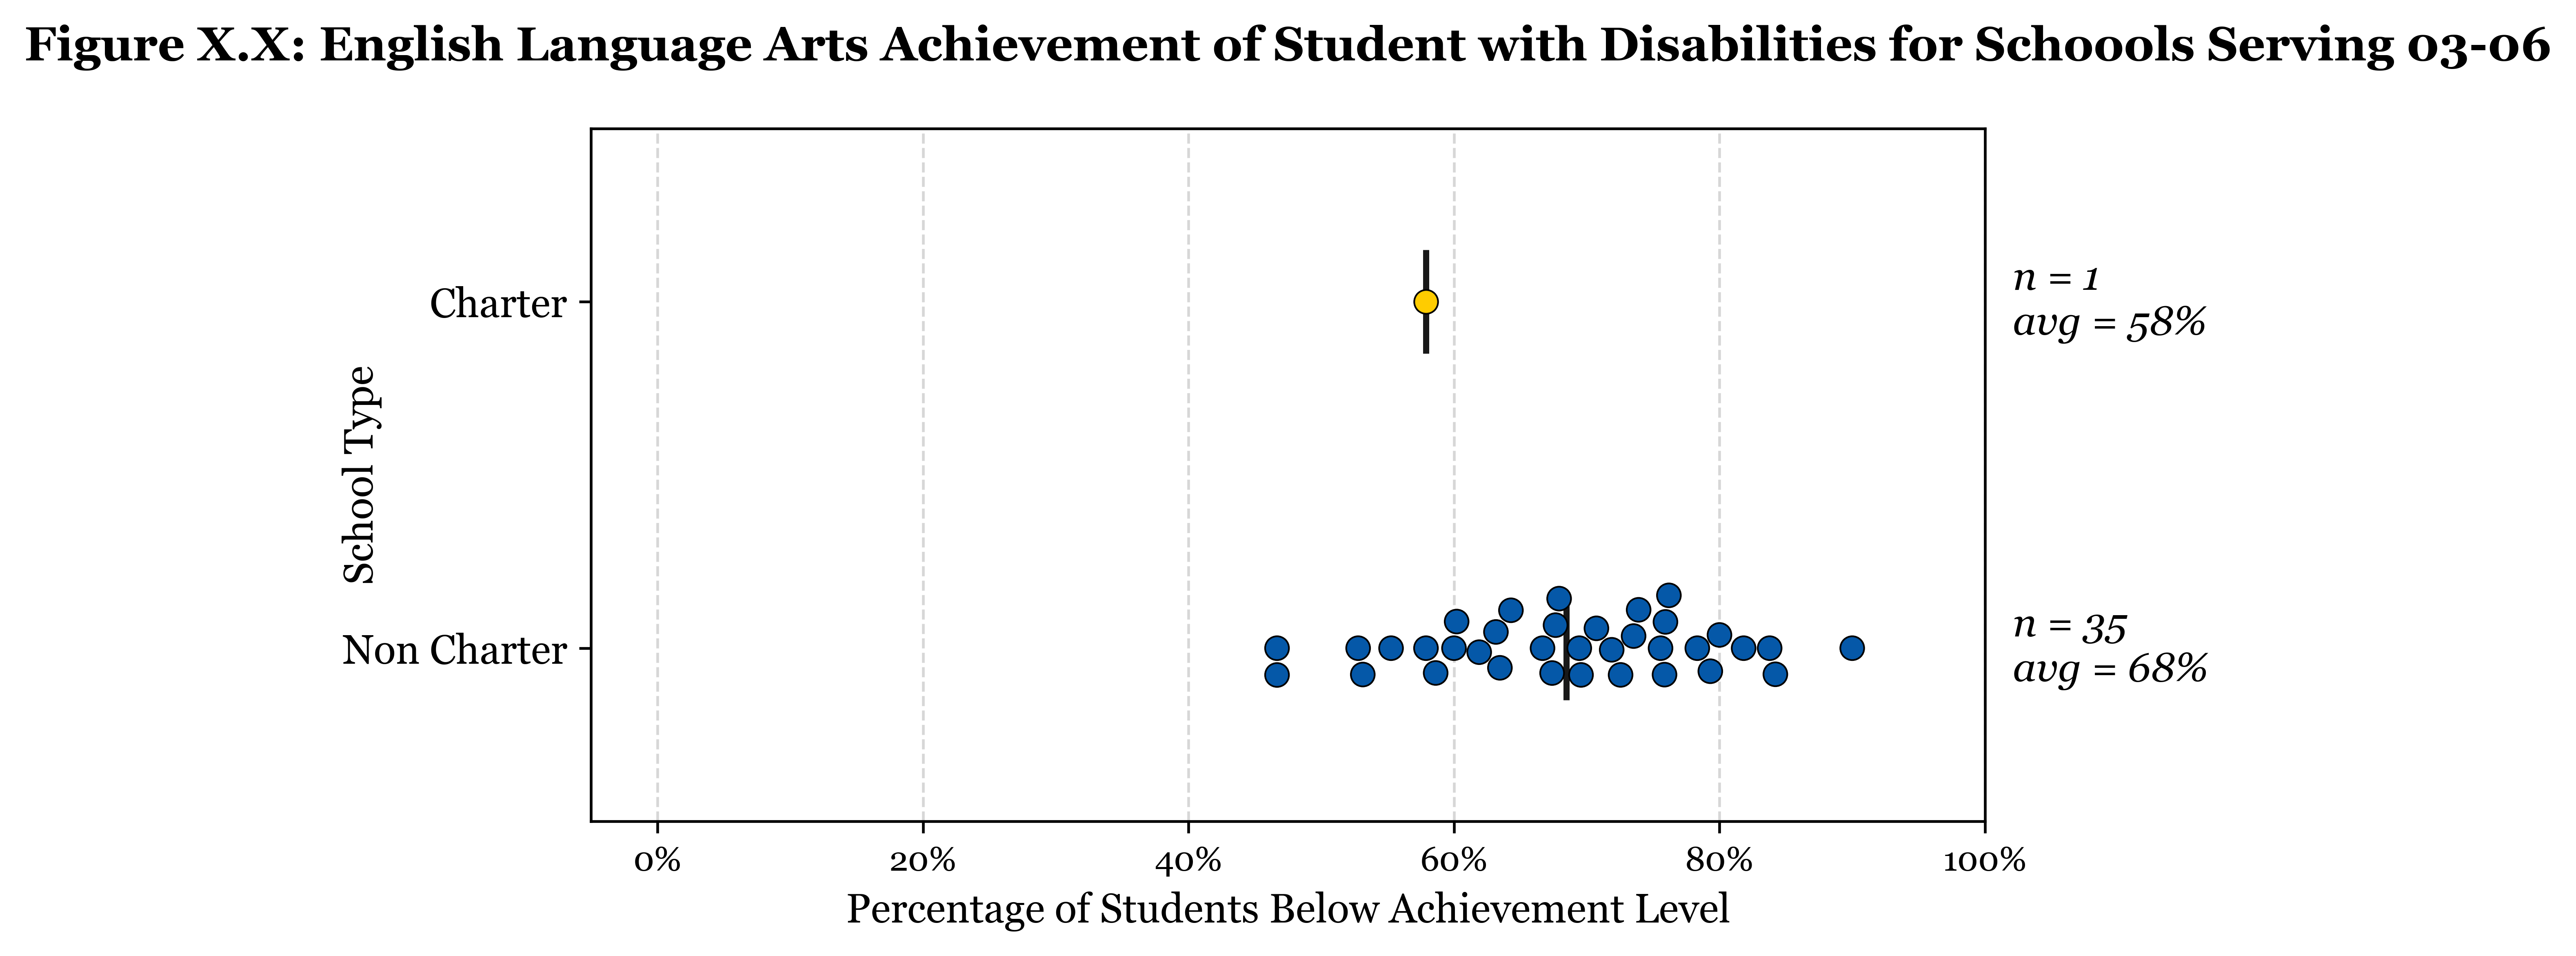 Figure X.X: English Language Arts Achievement of Student with Disabilities for Schoools Serving 03-06
Charter
n = 1
avg = 58%
School Type
Non Charter
n = 35
avg = 68%
0% 20% 40% 60% 80% 100%
Percentage of Students Below Achievement Level